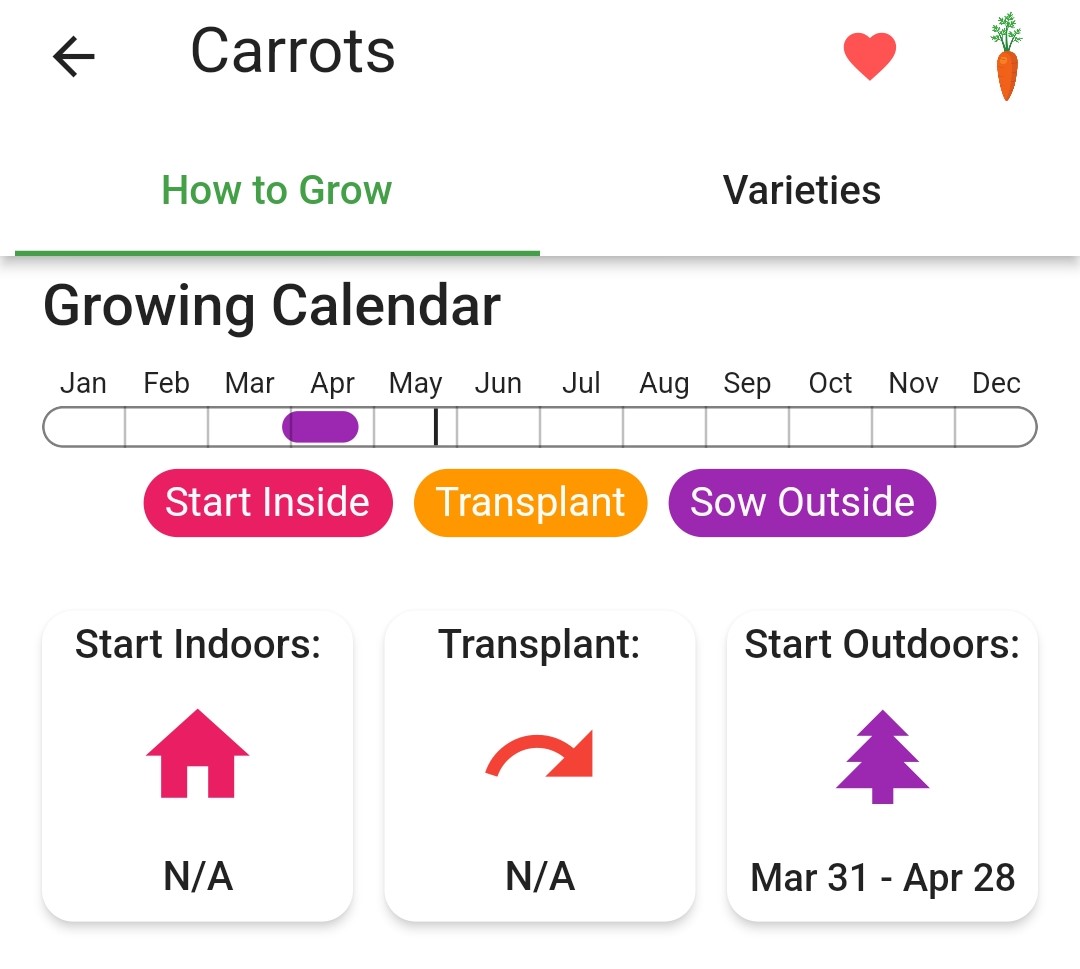 Carrots
How to Grow
Varieties
Growing Calendar
Jan Feb Mar Apr May Jun Jul Aug Sep Oct Nov Dec
Start Inside Transplant Sow Outside
Start Indoors:
N/A
Transplant:
N/A
Start Outdoors:
Mar 31 - Apr 28